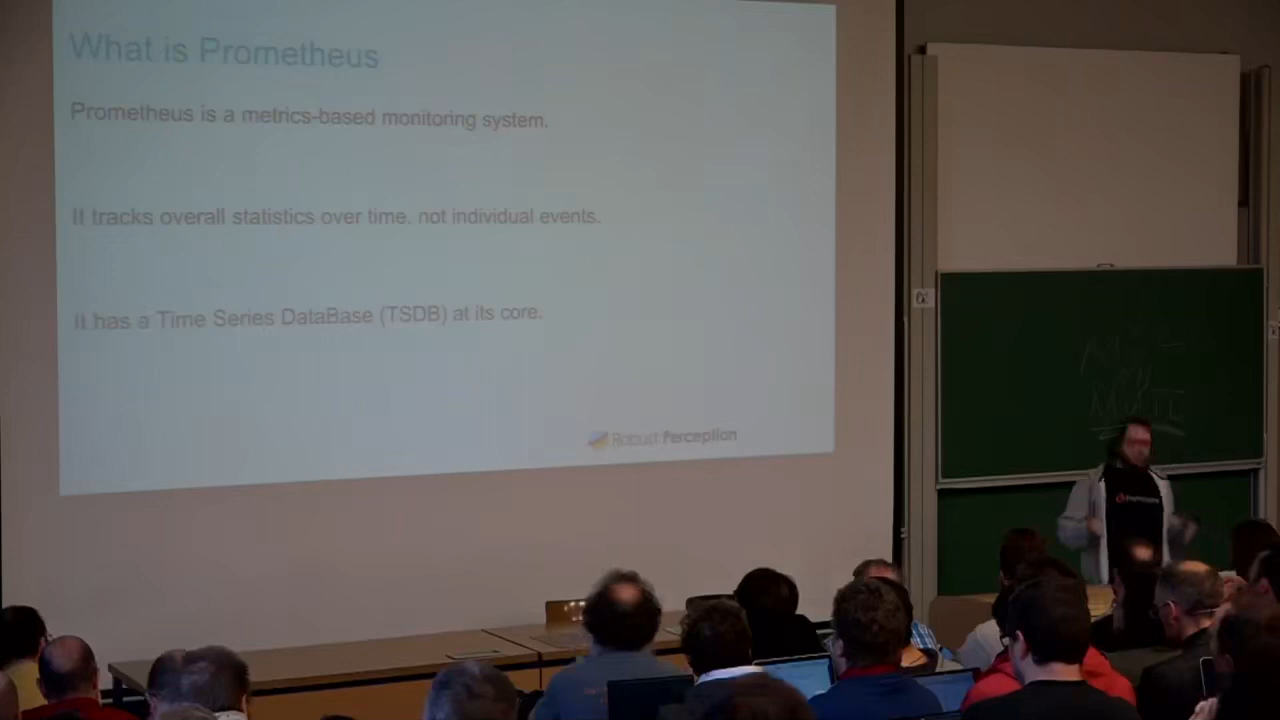 What is Prometheus
Prometheus is a metrics-based monitoring system.
It tracks overall statistics over time, not individual events.
It has a Time Series DataBase (TSDB) at its core.
Robust Perception